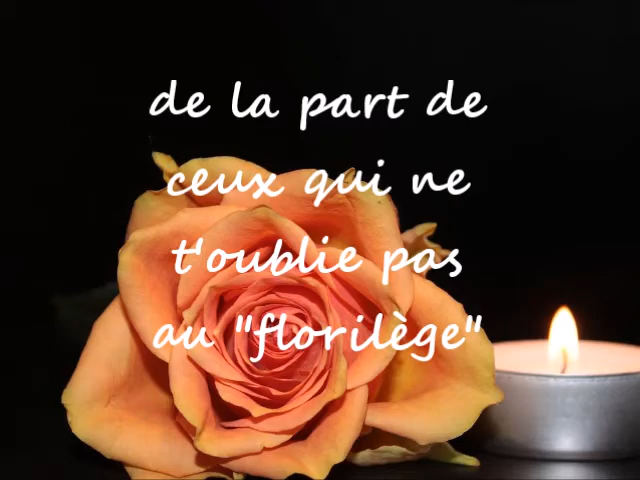 de la part de
ceux qui ne
t'oublie pas
au "florilège"